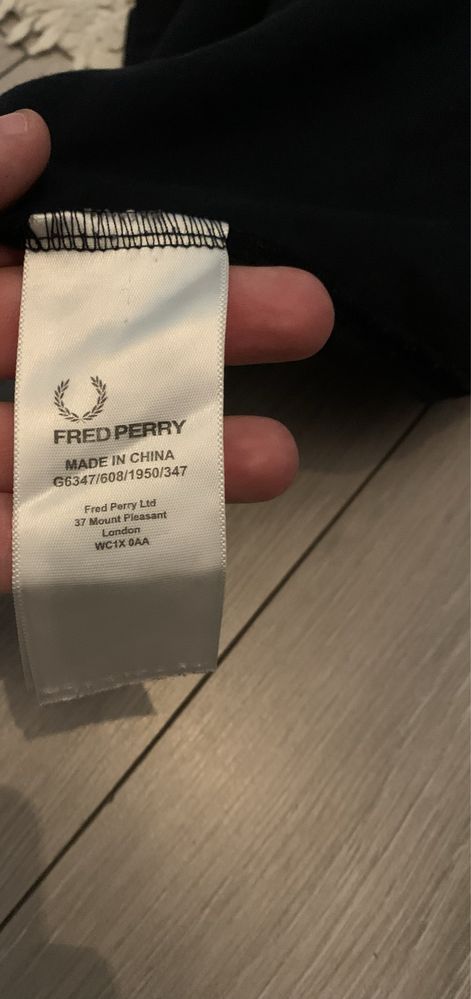 FRED PERRY
MADE IN CHINA
G6347/608/1950/347
Fred Perry Ltd
37 Mount Pleasant
London
WC1X 0AA